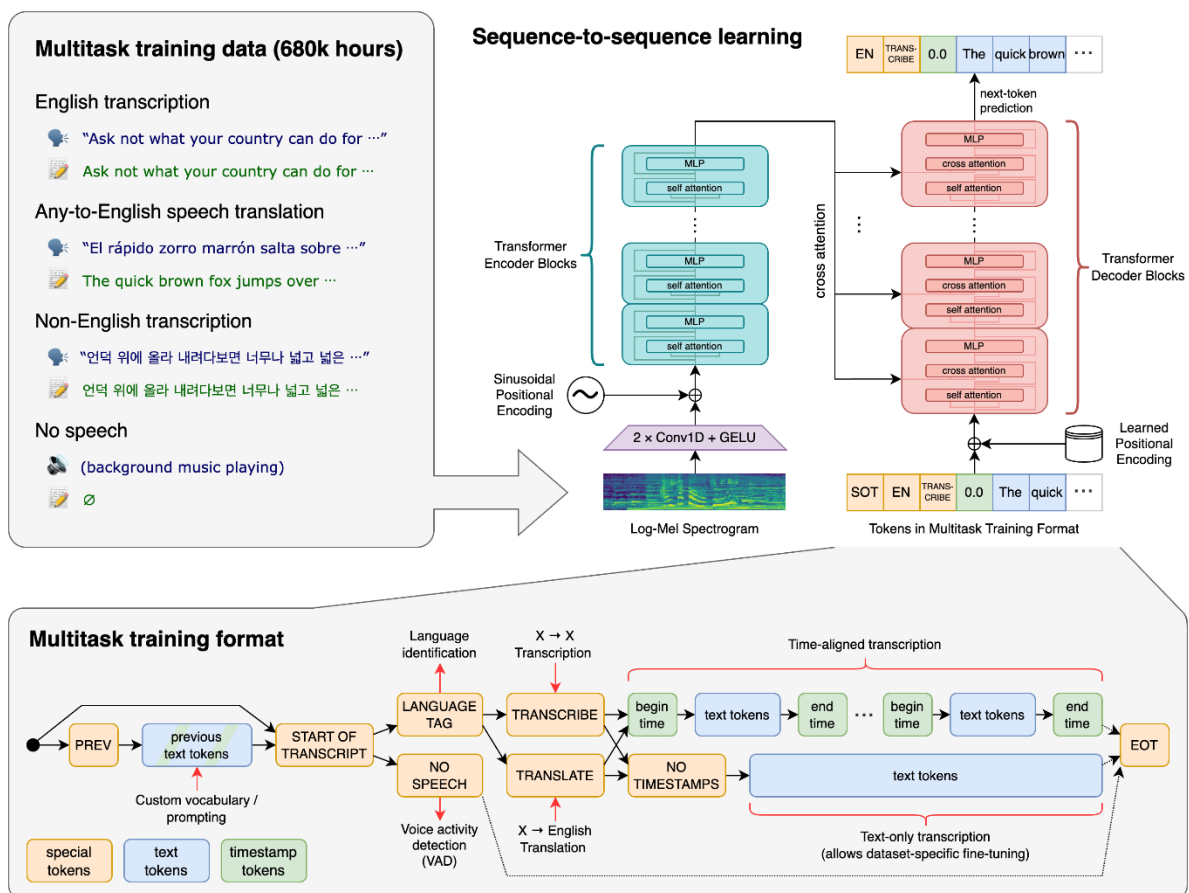 Multitask training data (680k hours)
English transcription
“Ask not what your country can do for ⋯”
Ask not what your country can do for ⋯
Any-to-English speech translation
“El rápido zorro marrón salta sobre ⋯”
The quick brown fox jumps over ⋯
Non-English transcription
“언덕 위에 올라 내려다보면 너무나 넓고 넓은 ⋯”
언덕 위에 올라 내려다보면 너무나 넓고 넓은 ⋯
No speech
(background music playing)
∅
Sequence-to-sequence learning
EN
TRANS-
CRIBE
0.0
The
quick
brown
⋯
next-token
prediction
MLP
self attention
⋮
MLP
self attention
MLP
self attention
Transformer
Encoder Blocks
Sinusoidal
Positional
Encoding
2 × Conv1D + GELU
Log-Mel Spectrogram
cross attention
⋮
MLP
cross attention
self attention
⋮
MLP
cross attention
self attention
MLP
cross attention
self attention
Transformer
Decoder Blocks
Learned
Positional
Encoding
SOT
EN
TRANS-
CRIBE
0.0
The
quick
⋯
Tokens in Multitask Training Format
Multitask training format
PREV
previous
text tokens
Custom vocabulary /
prompting
START OF
TRANSCRIPT
Language
identification
LANGUAGE
TAG
NO
SPEECH
Voice activity
detection
(VAD)
X → X
Transcription
TRANSCRIBE
TRANSLATE
X → English
Translation
Time-aligned transcription
begin
time
text tokens
end
time
⋯
begin
time
text tokens
end
time
NO
TIMESTAMPS
text tokens
Text-only transcription
(allows dataset-specific fine-tuning)
EOT
special
tokens
text
tokens
timestamp
tokens